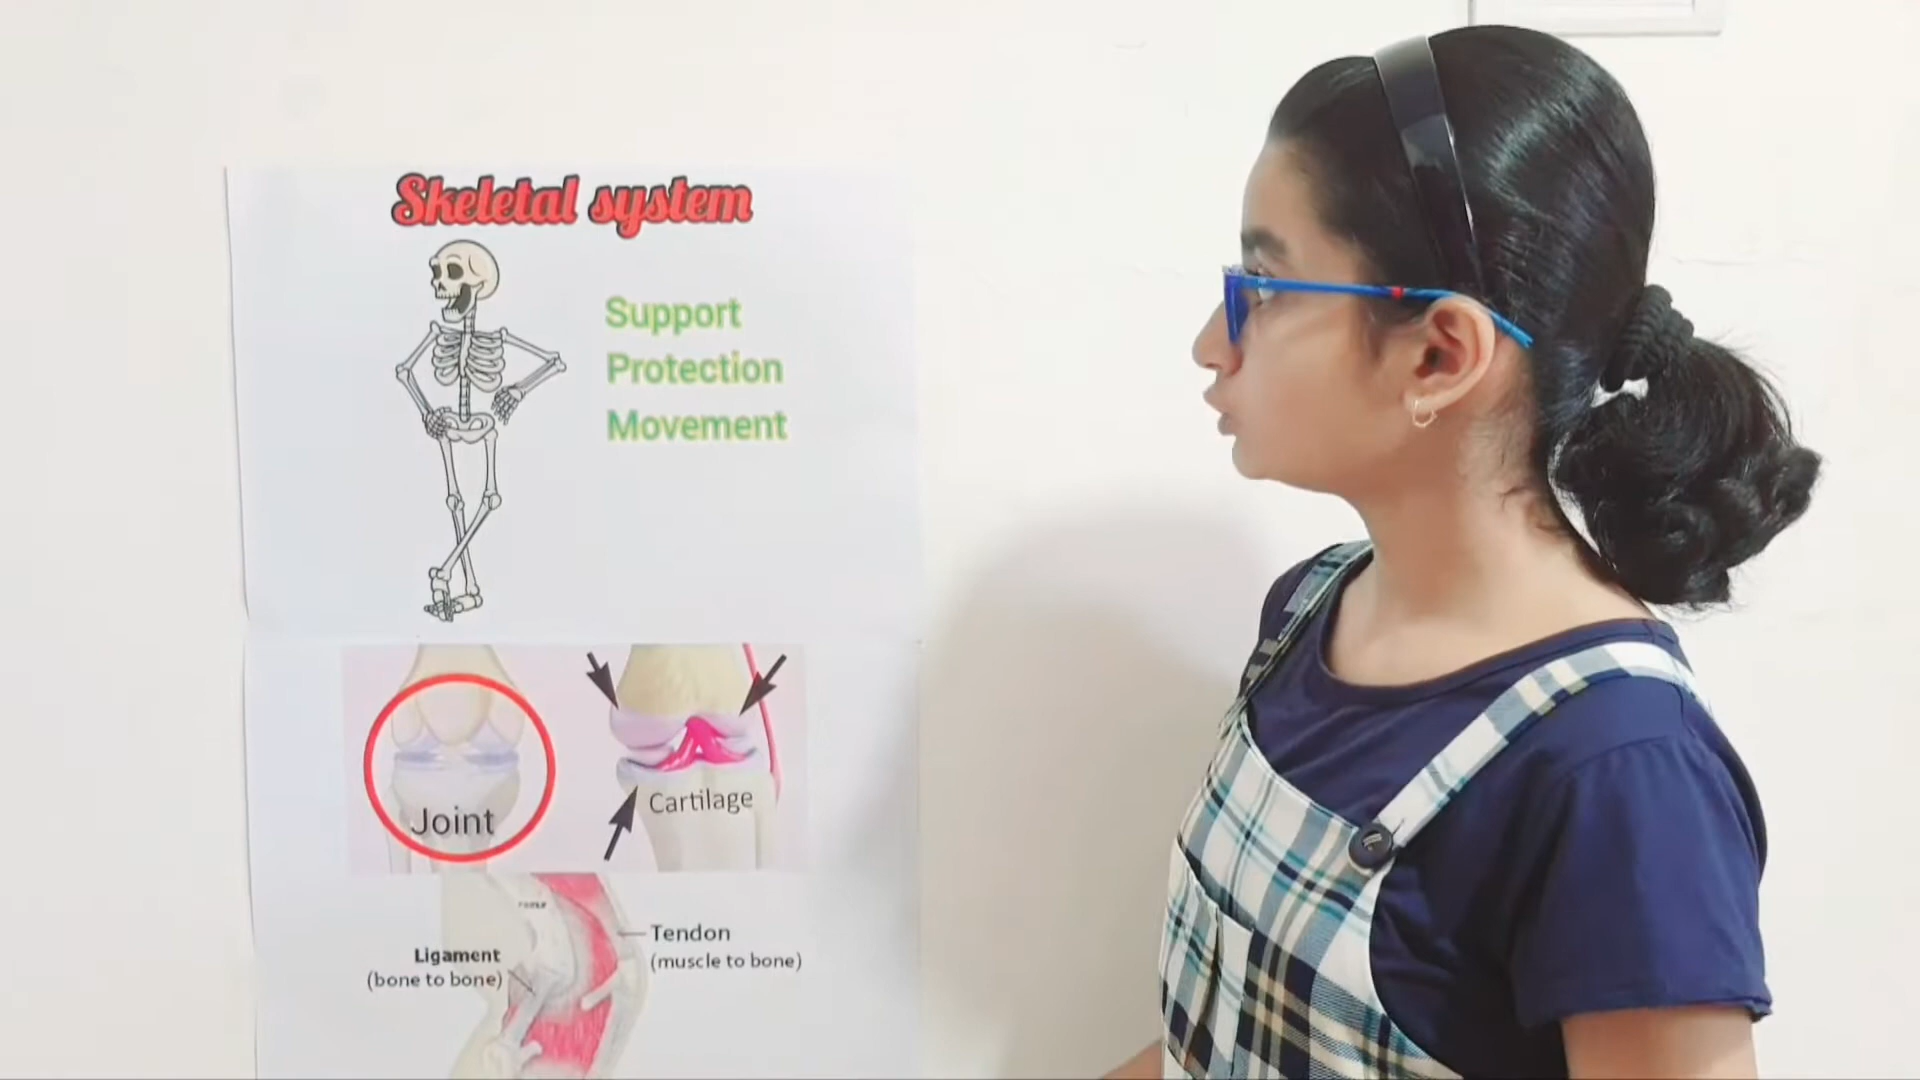 Skeletal system
Support
Protection
Movement
Joint
Cartilage
Ligament
(bone to bone)
Tendon
(muscle to bone)